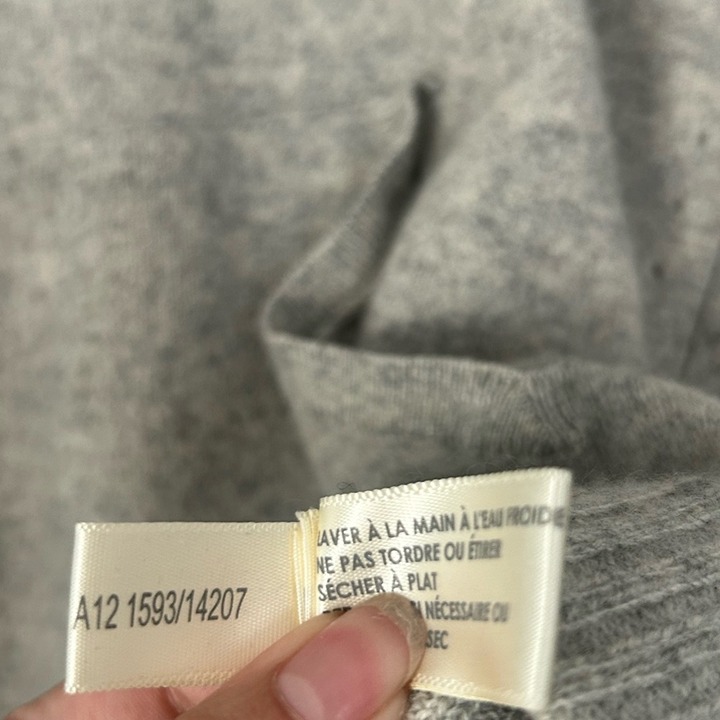 A12 1593/14207
LAVER À LA MAIN À L'EAU FROIDE
NE PAS TORDRE OU ÉTIRER
SÉCHER À PLAT
NÉCESSAIRE OU
SEC